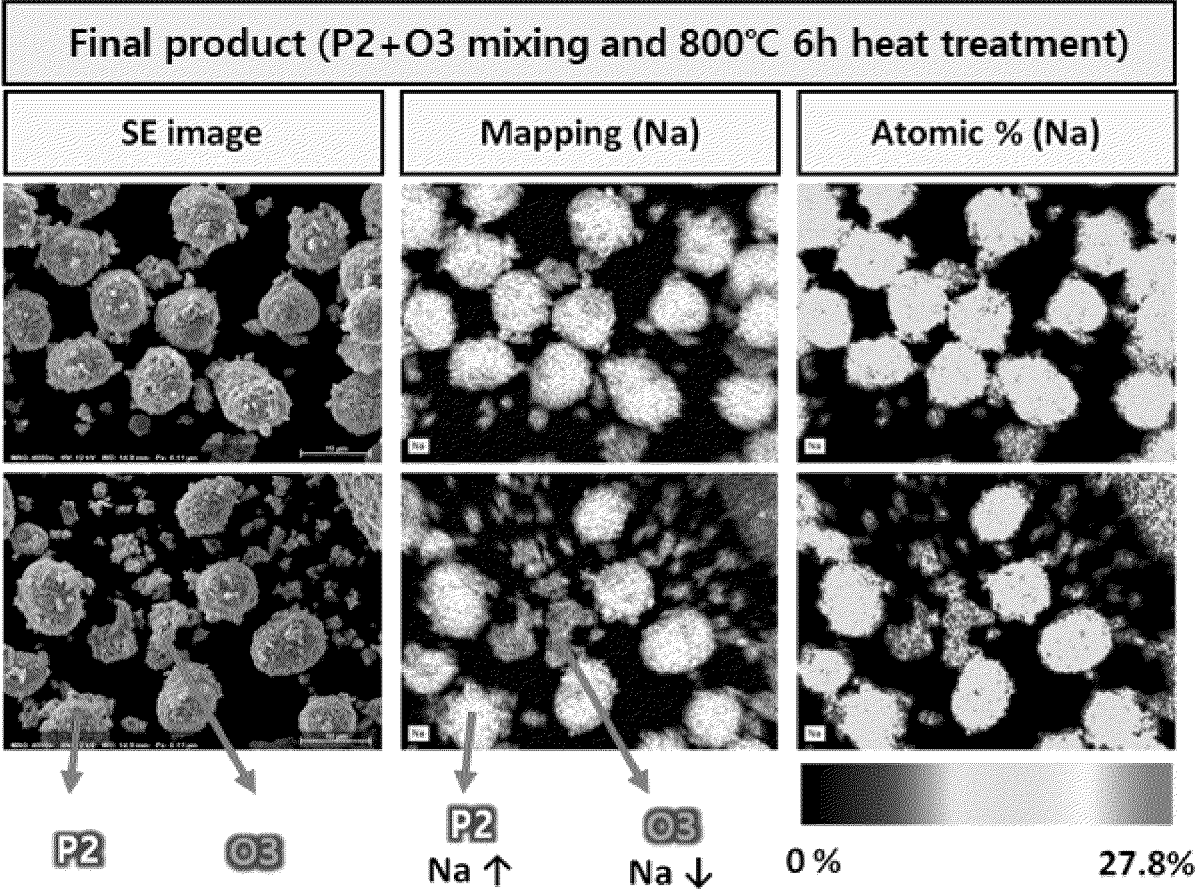 Final product (P2+O3 mixing and 800℃ 6h heat treatment)
SE image
Mapping (Na)
Atomic % (Na)
Na
Na
Na
Na
P2
O3
P2
O3
Na ↑
Na ↓
0 %
27.8%